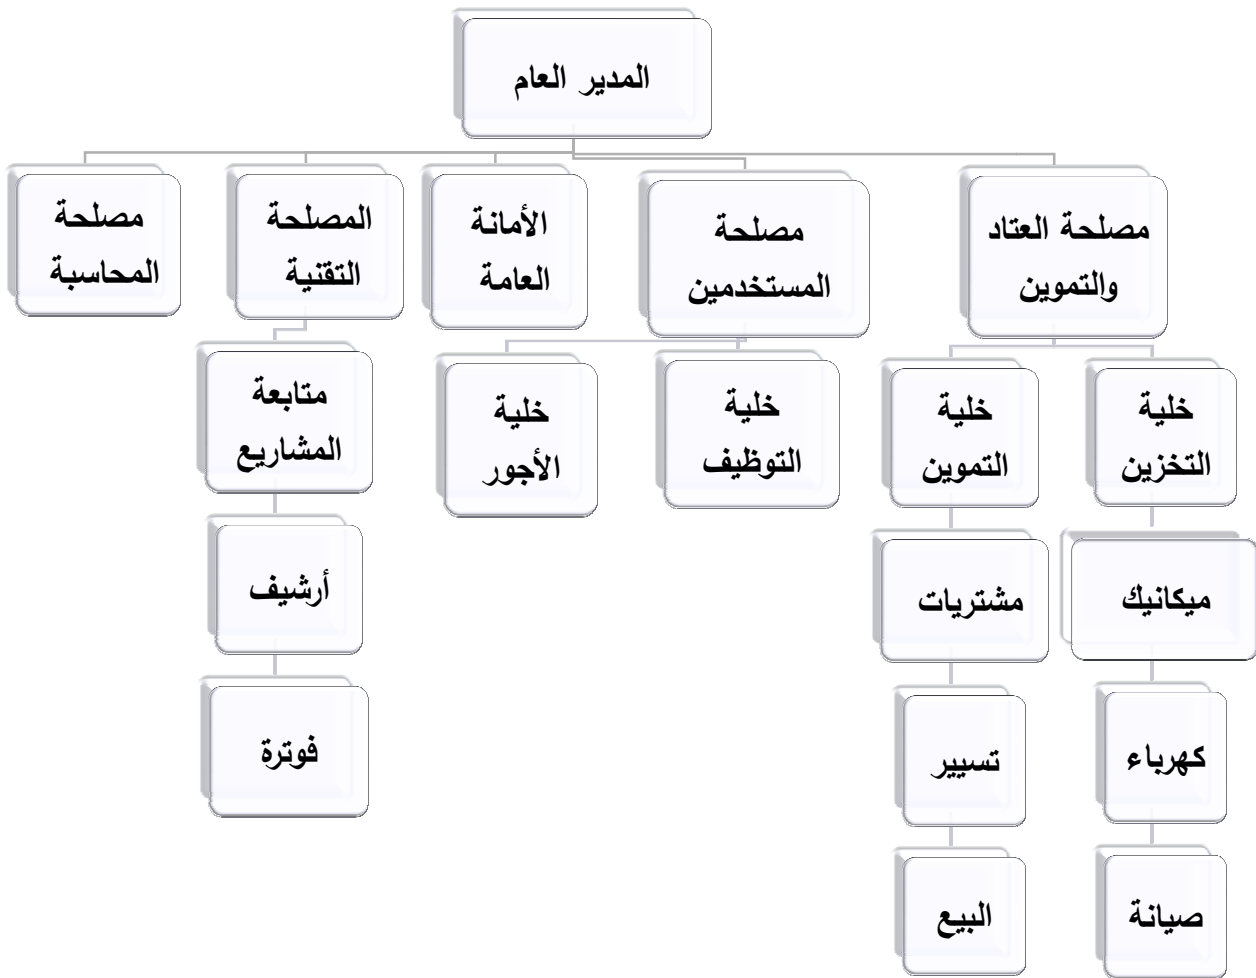 المدير العام
مصلحة العتاد
والتموين
مصلحة
المستخدمين
الأمانة
العامة
المصلحة
التقنية
مصلحة
المحاسبة
خلية
التخزين
خلية
التموين
خلية
التوظيف
خلية
الأجور
متابعة
المشاريع
ميكانيك
مشتريات
أرشيف
كهرباء
تسيير
فوترة
صيانة
البيع